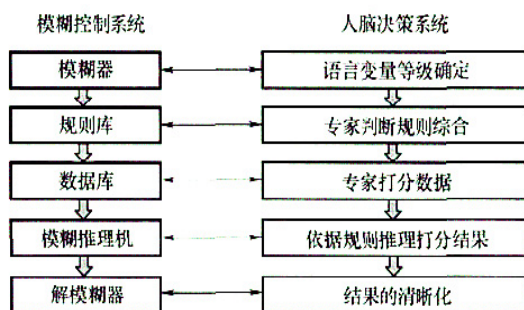 模糊控制系统 人脑决策系统
模糊器 语言变量等级确定
规则库 专家判断规则综合
数据库 专家打分数据
模糊推理机 依据规则推理打分结果
解模糊器 结果的清晰化